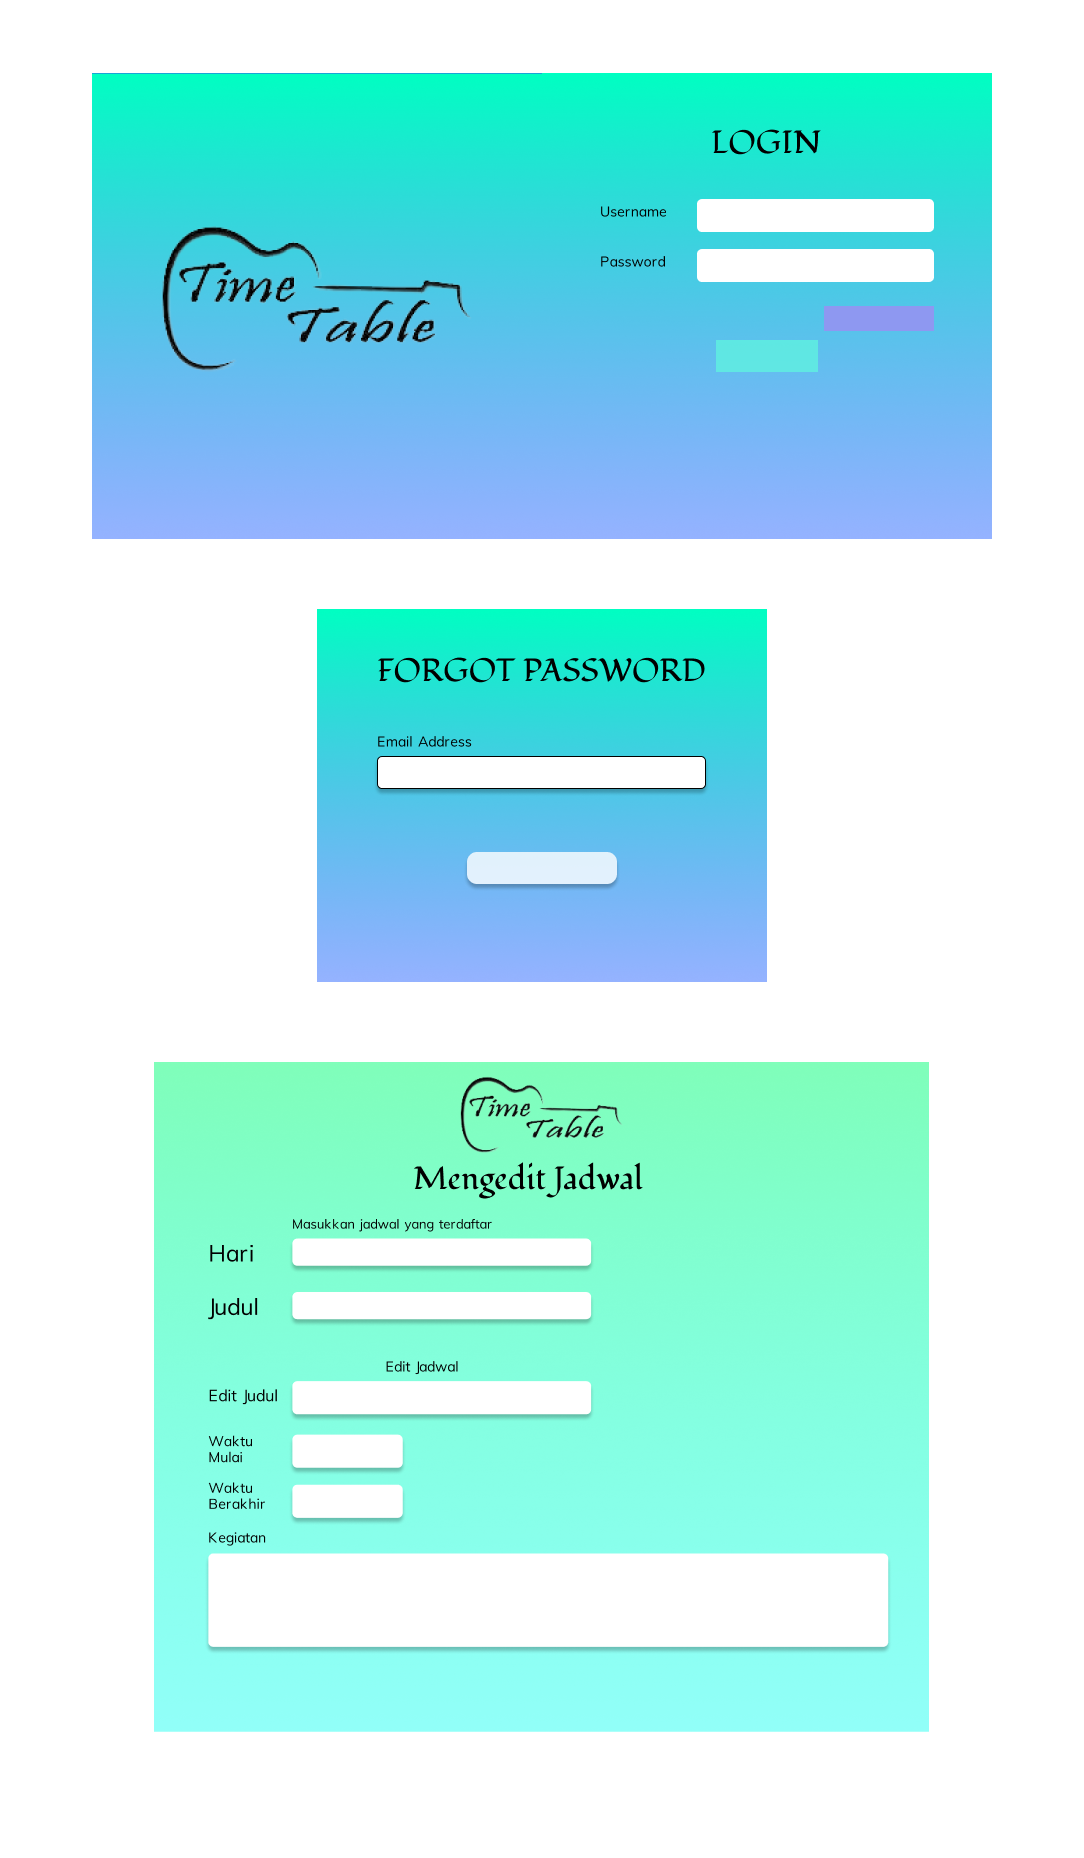 LOGIN
Username
Password
Time
Table
FORGOT PASSWORD
Email Address
Time
Table
Mengedit Jadwal
Masukkan jadwal yang terdaftar
Hari
Judul
Edit Jadwal
Edit Judul
Waktu
Mulai
Waktu
Berakhir
Kegiatan